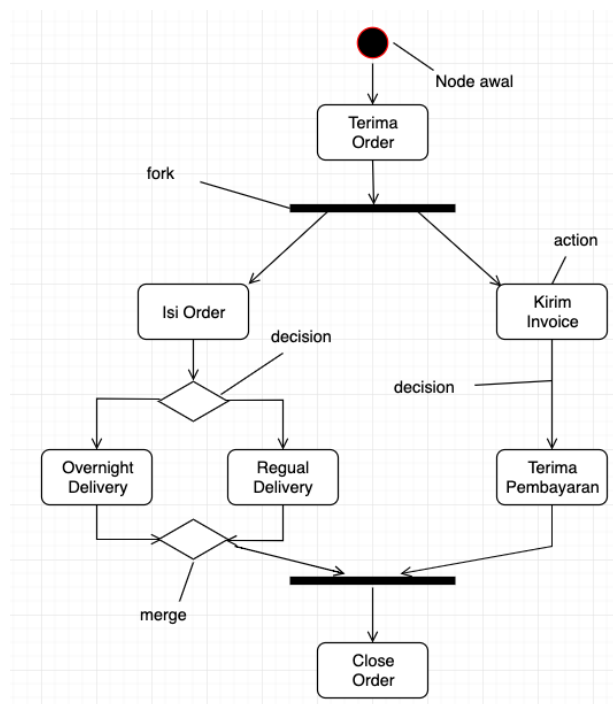 Node awal
Terima
Order
fork
action
Isi Order
Kirim
Invoice
decision
decision
Overnight
Delivery
Regual
Delivery
Terima
Pembayaran
merge
Close
Order